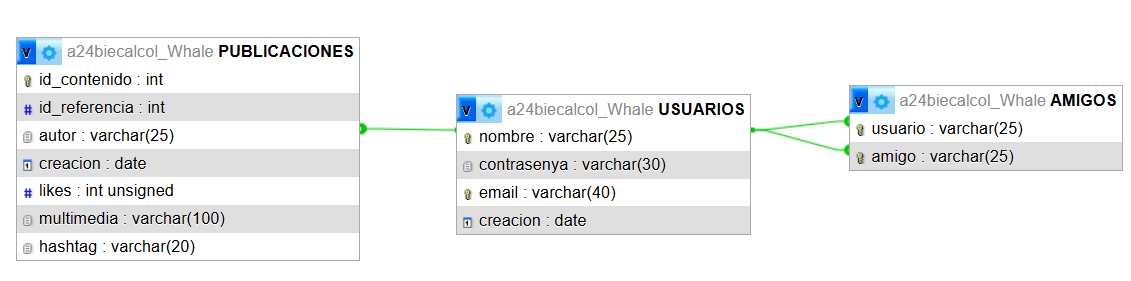 v a24biecalcol_Whale PUBLICACIONES
id_contenido : int
# id_referencia : int
autor : varchar(25)
creacion : date
# likes : int unsigned
multimedia : varchar(100)
hashtag : varchar(20)
v a24biecalcol_Whale USUARIOS
nombre : varchar(25)
contrasenya : varchar(30)
email : varchar(40)
creacion : date
v a24biecalcol_Whale AMIGOS
usuario : varchar(25)
amigo : varchar(25)